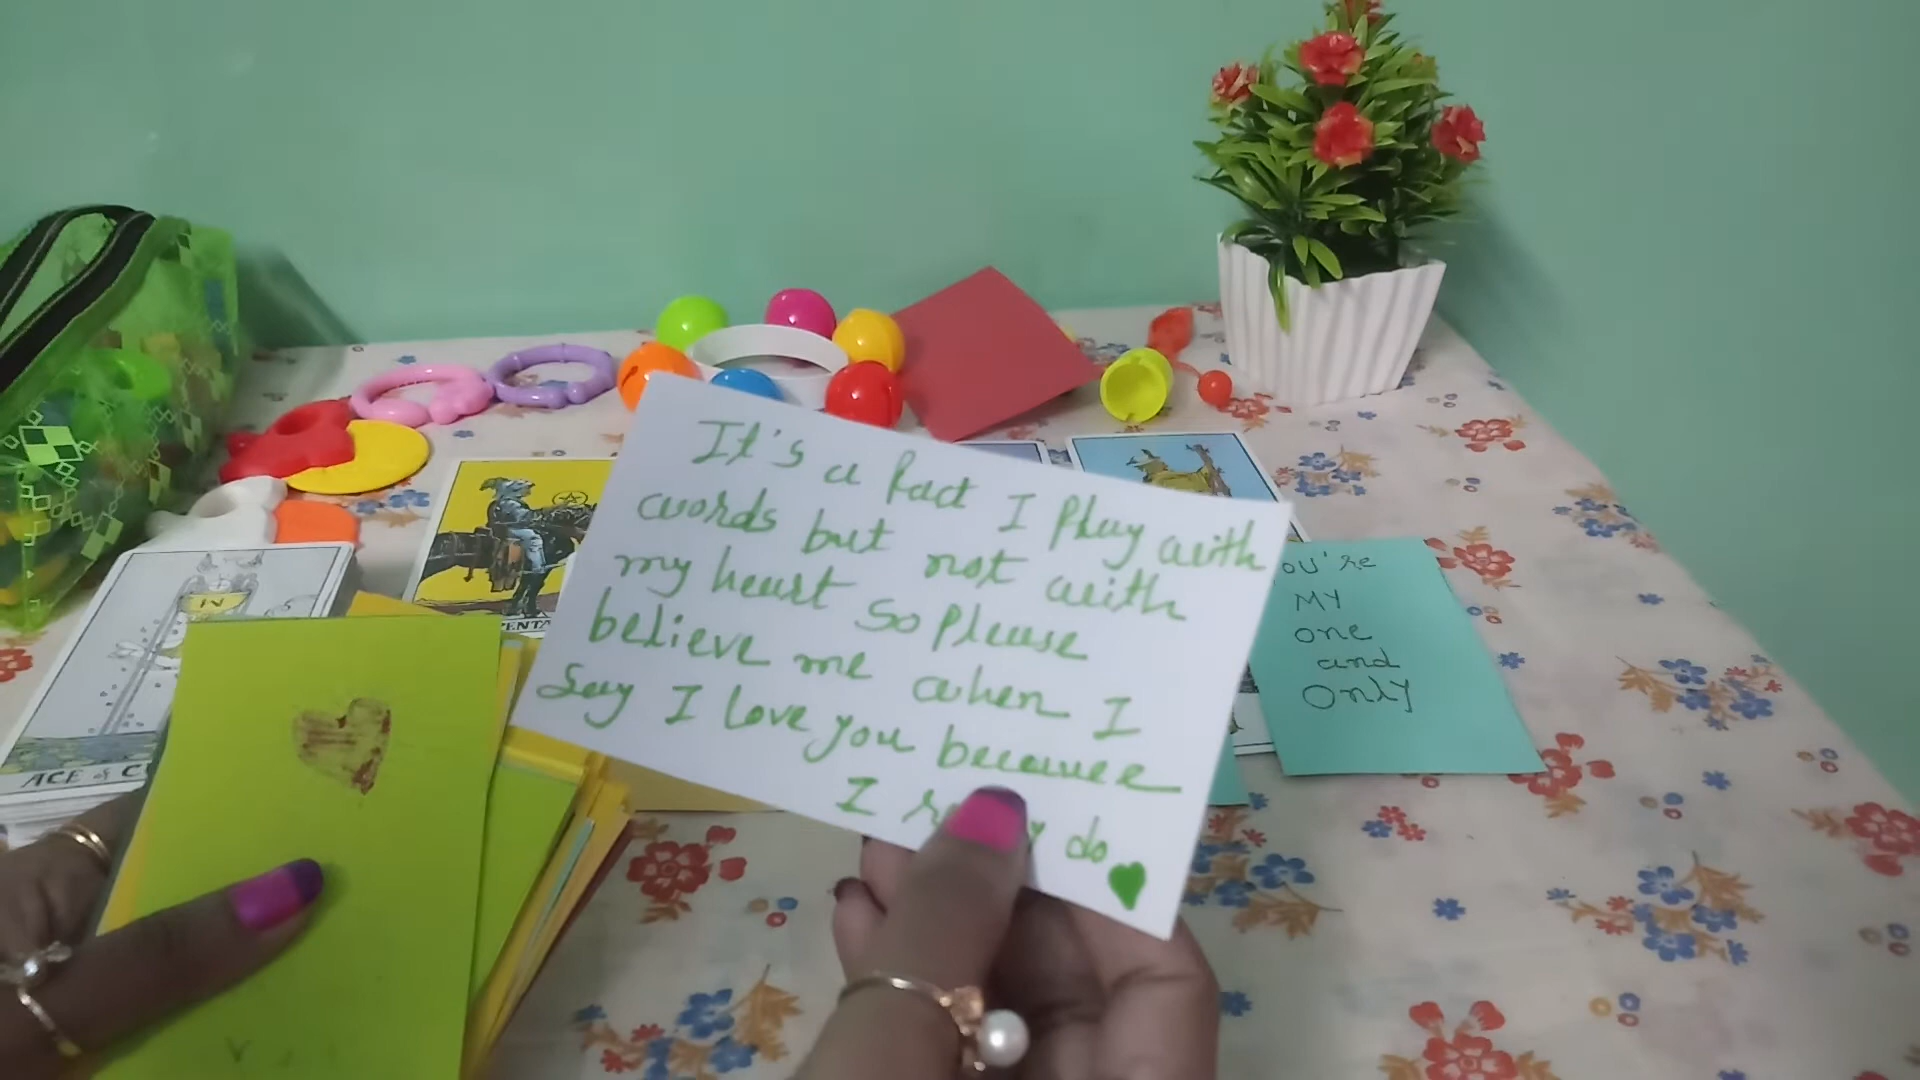 It's a fact I Play with
words but not with
my heart so Please
believe me when I
Say I love you because
I do
ou're
MY
one
and
Only
ACE of C
PENTA